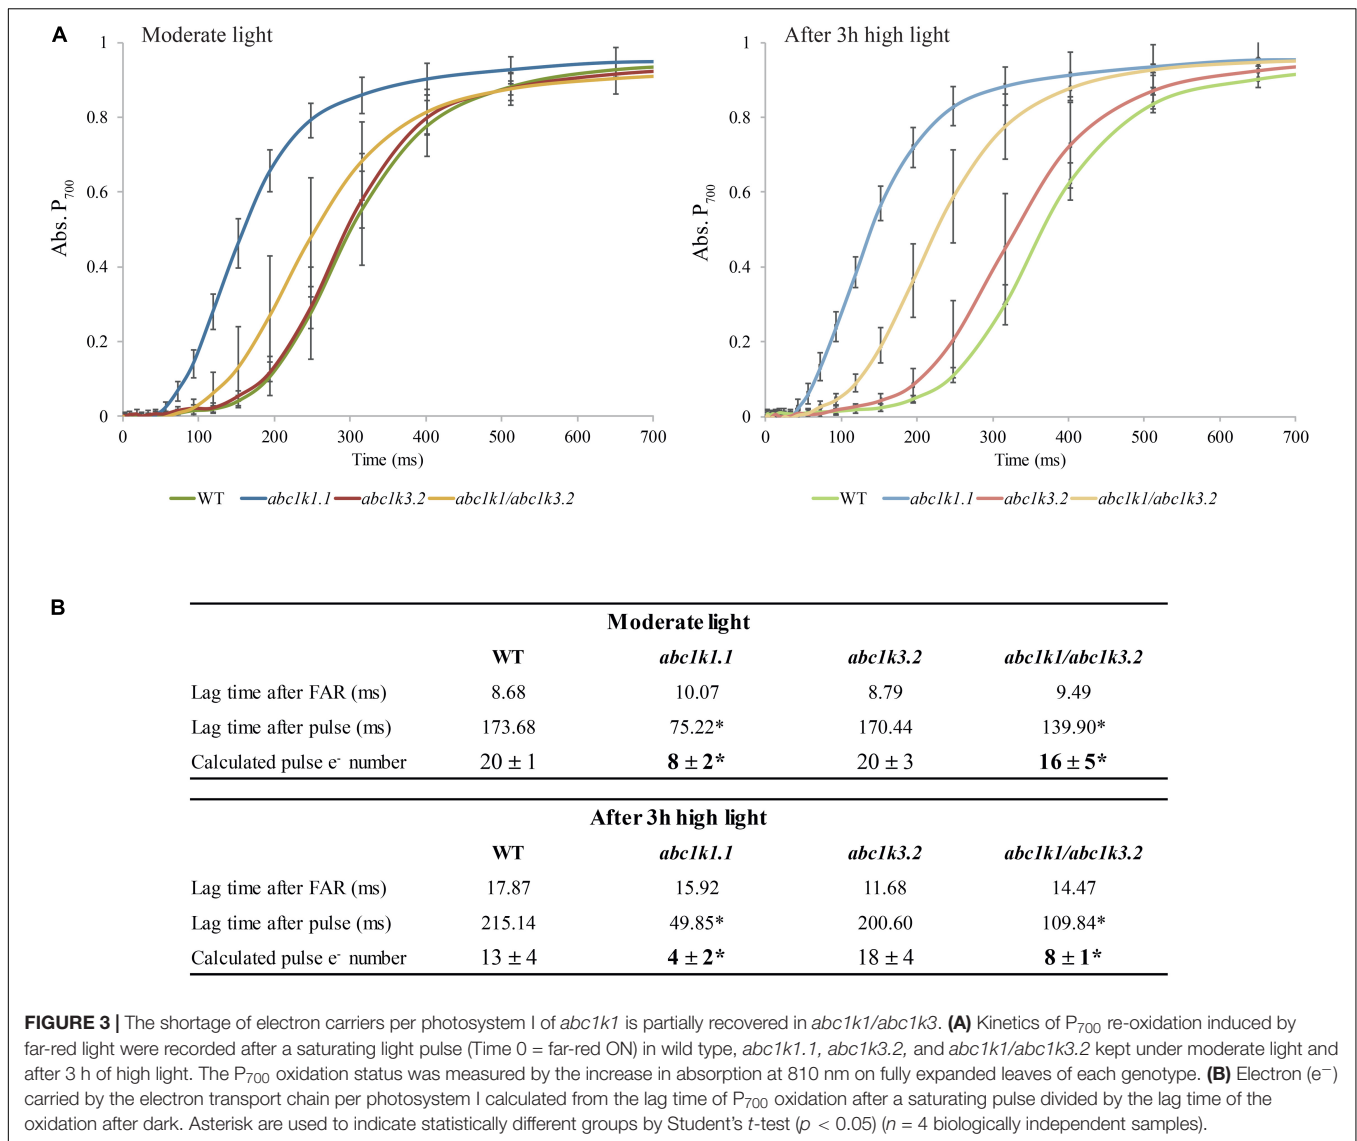 A
Moderate light
After 3h high light
1
0.8
0.6
0.4
0.2
0
Abs. P700
0 100 200 300 400 500 600 700
Time (ms)
WT abc1k1.1 abc1k3.2 abc1k1/abc1k3.2
1
0.8
0.6
0.4
0.2
0
Abs. P700
0 100 200 300 400 500 600 700
Time (ms)
WT abc1k1.1 abc1k3.2 abc1k1/abc1k3.2
B
Moderate light
WT abc1k1.1 abc1k3.2 abc1k1/abc1k3.2
Lag time after FAR (ms) 8.68 10.07 8.79 9.49
Lag time after pulse (ms) 173.68 75.22* 170.44 139.90*
Calculated pulse e- number 20 ± 1 8 ± 2* 20 ± 3 16 ± 5*
After 3h high light
WT abc1k1.1 abc1k3.2 abc1k1/abc1k3.2
Lag time after FAR (ms) 17.87 15.92 11.68 14.47
Lag time after pulse (ms) 215.14 49.85* 200.60 109.84*
Calculated pulse e- number 13 ± 4 4 ± 2* 18 ± 4 8 ± 1*
FIGURE 3 | The shortage of electron carriers per photosystem I of abc1k1 is partially recovered in abc1k1/abc1k3. (A) Kinetics of P700 re-oxidation induced by
far-red light were recorded after a saturating light pulse (Time 0 = far-red ON) in wild type, abc1k1.1, abc1k3.2, and abc1k1/abc1k3.2 kept under moderate light and
after 3 h of high light. The P700 oxidation status was measured by the increase in absorption at 810 nm on fully expanded leaves of each genotype. (B) Electron (e−)
carried by the electron transport chain per photosystem I calculated from the lag time of P700 oxidation after a saturating pulse divided by the lag time of the
oxidation after dark. Asterisk are used to indicate statistically different groups by Student's t-test (p < 0.05) (n = 4 biologically independent samples).